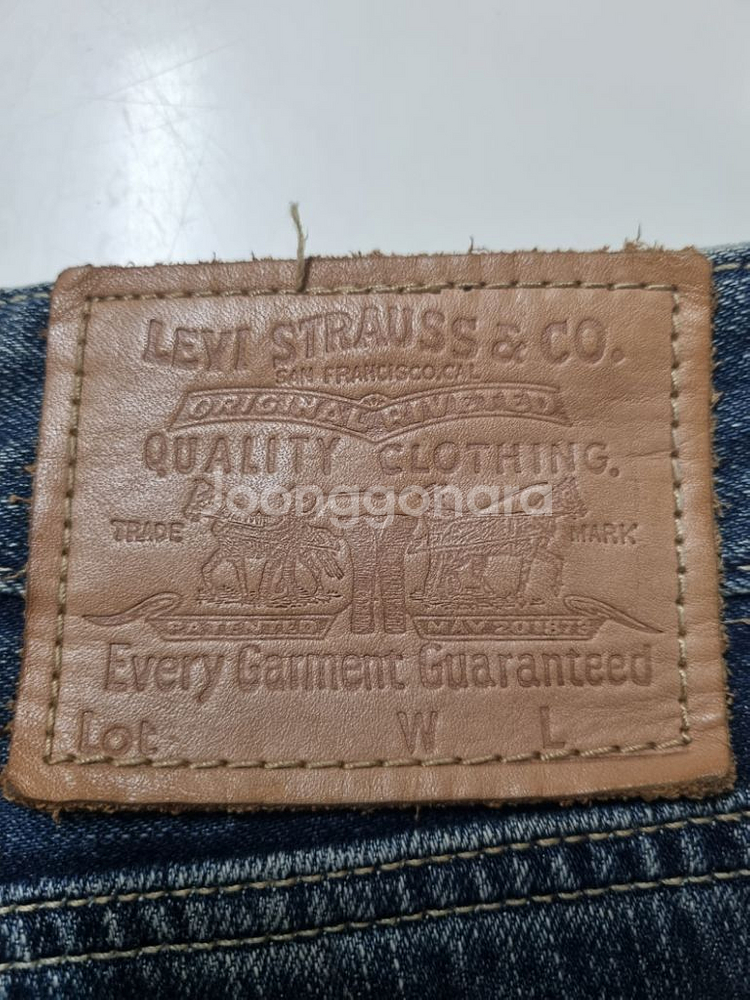 LEVI STRAUSS & CO.
SAN FRANCISCO, CAL
ORIGINAL RIVETED
QUALITY CLOTHING.
Joonggonara
TRADE MARK
PATENTED MAY 20 1873
Every Garment Guaranteed
Lot W L